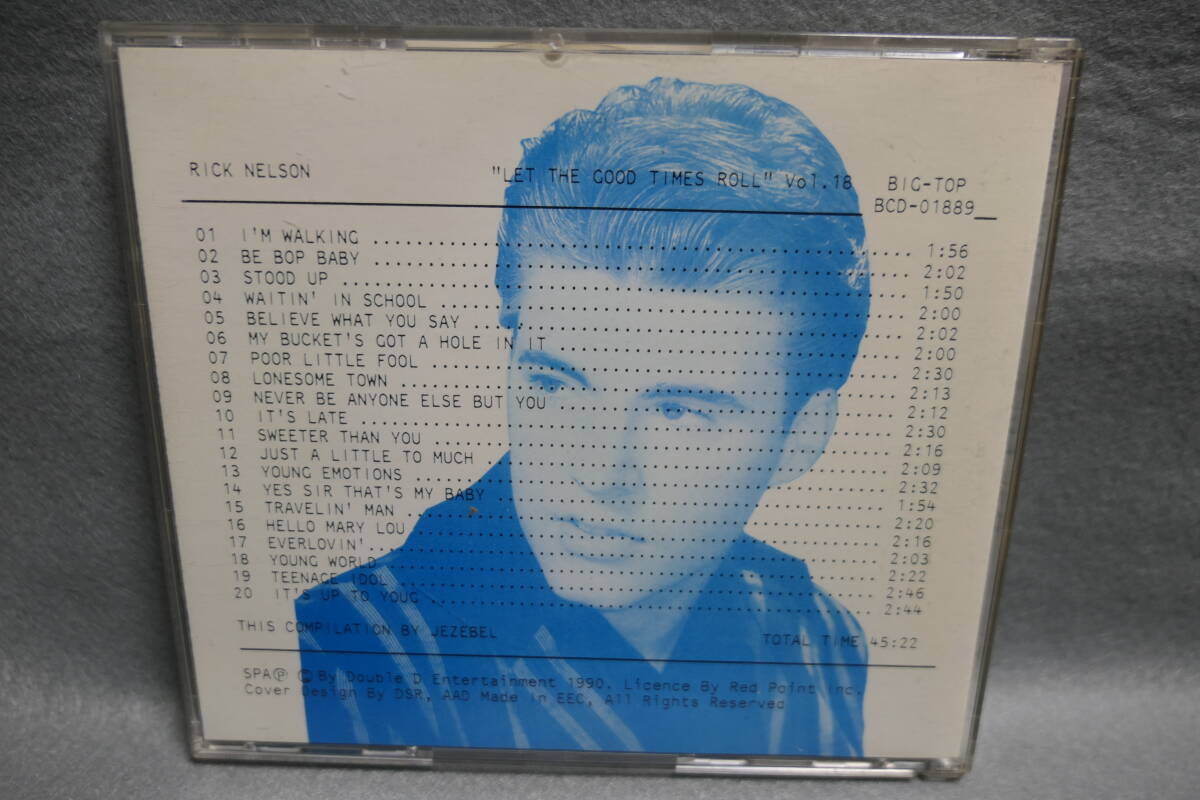 RICK NELSON "LET THE GOOD TIMES ROLL" Vol.18 BIG-TOP
BCD-01889_
01 I'M WALKING ........ 1:56
02 BE BOP BABY ........ 2:02
03 STOOD UP ........ 1:50
04 WAITIN' IN SCHOOL ........ 2:00
05 BELIEVE WHAT YOU SAY ........ 2:02
06 MY BUCKET'S GOT A HOLE IN IT ........ 2:00
07 POOR LITTLE FOOL ........ 2:30
08 LONESOME TOWN ........ 2:13
09 NEVER BE ANYONE ELSE BUT YOU ........ 2:12
10 IT'S LATE ........ 2:30
11 SWEETER THAN YOU ........ 2:16
12 JUST A LITTLE TO MUCH ........ 2:09
13 YOUNG EMOTIONS ........ 2:32
14 YES SIR THAT'S MY BABY ........ 1:54
15 TRAVELIN' MAN ........ 2:20
16 HELLO MARY LOU ........ 2:16
17 EVERLOVIN' ........ 2:03
18 YOUNG WORLD ........ 2:22
19 TEENAGE IDOL ........ 2:46
20 IT'S UP TO YOUG ........ 2:44
THIS COMPILATION BY JEZEBEL TOTAL TIME 45:22
SPA℗ © By Double D Entertainment 1990. Licence By Red Point inc.
Cover Design By DSR, AAD Made in EEC, All Rights Reserved